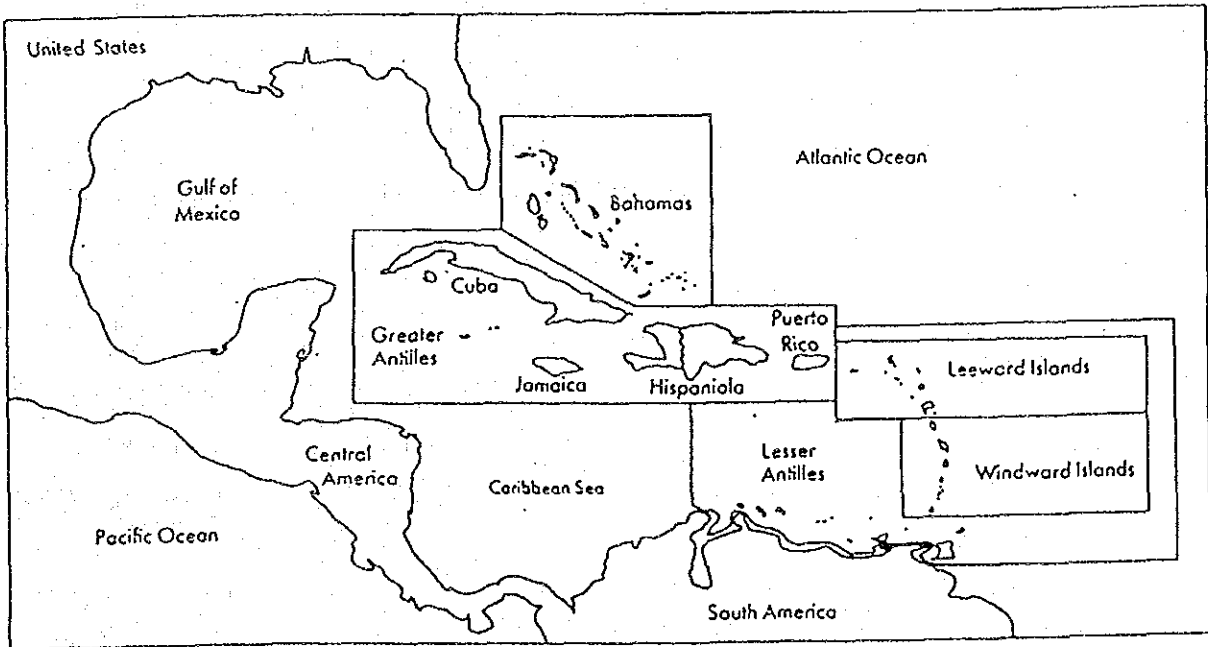 United States
Atlantic Ocean
Gulf of
Mexico
Bahamas
Cuba
Greater
Antilles
Puerto
Rico
Jamaica
Hispaniola
Leeward Islands
Central
America
Caribbean Sea
Lesser
Antilles
Windward Islands
Pacific Ocean
South America